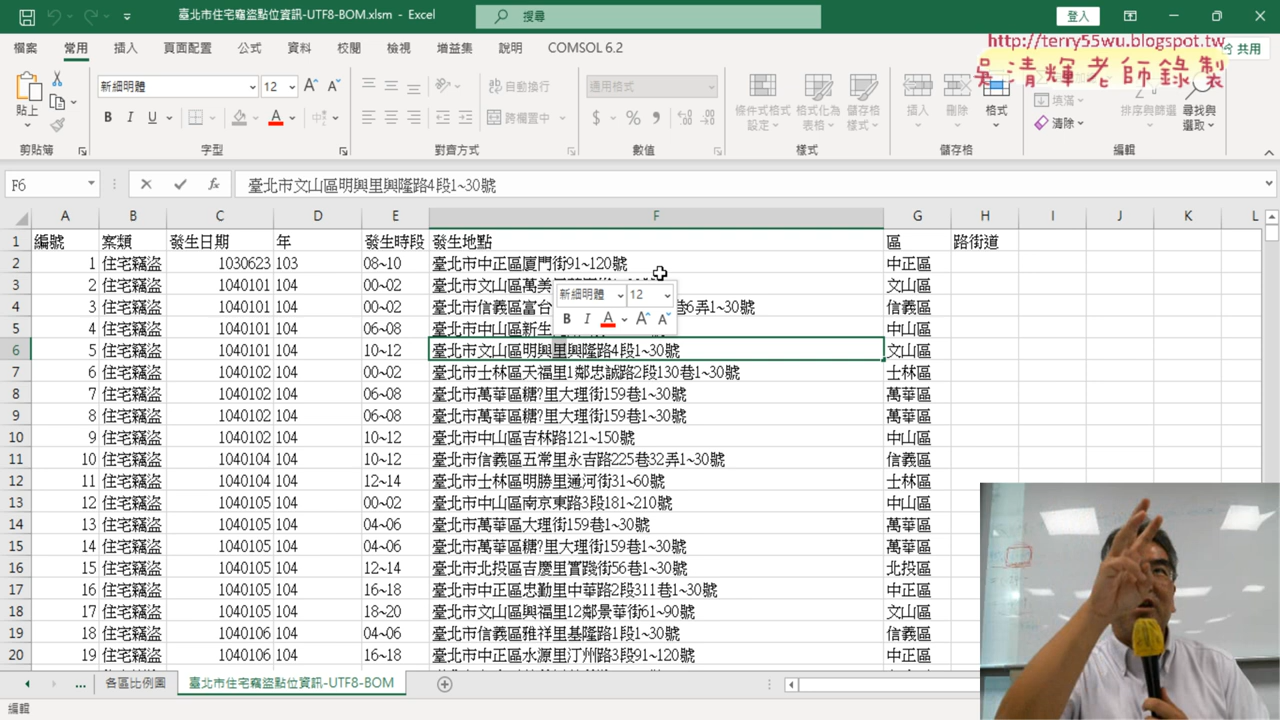 臺北市住宅竊盜點位資訊-UTF8-BOM.xlsm - Excel
搜尋
登入
檔案 常用 插入 頁面配置 公式 資料 校閱 檢視 增益集 說明 COMSOL 6.2
共用
http://terry55wu.blogspot.tw
吳清輝老師錄製
貼上
新細明體 12
B I U
自動換行
跨欄置中
通用格式
條件式格式設定
格式化為表格
儲存格樣式
插入 刪除 格式
填滿
清除
排序與篩選
尋找與選取
剪貼簿 字型 對齊方式 數值 樣式 儲存格 編輯
F6 臺北市文山區明興里興隆路4段1~30號
A B C D E F G H I J K L
1 編號 案類 發生日期 年 發生時段 發生地點 區 路街道
2 1 住宅竊盜 1030623 103 08~10 臺北市中正區廈門街91~120號 中正區
3 2 住宅竊盜 1040101 104 00~02 臺北市文山區萬美 文山區
4 3 住宅竊盜 1040101 104 00~02 臺北市信義區富台 巷6弄1~30號 信義區
5 4 住宅竊盜 1040101 104 06~08 臺北市中山區新生 中山區
6 5 住宅竊盜 1040101 104 10~12 臺北市文山區明興里興隆路4段1~30號 文山區
7 6 住宅竊盜 1040101 104 00~02 臺北市士林區天福里1鄰忠誠路2段130巷1~30號 士林區
8 7 住宅竊盜 1040102 104 06~08 臺北市萬華區糖?里大理街159巷1~30號 萬華區
9 8 住宅竊盜 1040102 104 06~08 臺北市萬華區糖?里大理街159巷1~30號 萬華區
10 9 住宅竊盜 1040102 104 10~12 臺北市中山區吉林路121~150號 中山區
11 10 住宅竊盜 1040104 104 10~12 臺北市信義區五常里永吉路225巷32弄1~30號 信義區
12 11 住宅竊盜 1040104 104 12~14 臺北市士林區明勝里通河街31~60號 士林區
13 12 住宅竊盜 1040105 104 00~02 臺北市中山區南京東路3段181~210號 中山區
14 13 住宅竊盜 1040105 104 04~06 臺北市萬華區大理街159巷1~30號 萬華區
15 14 住宅竊盜 1040105 104 04~06 臺北市萬華區糖?里大理街159巷1~30號 萬華區
16 15 住宅竊盜 1040105 104 12~14 臺北市北投區吉慶里實踐街56巷1~30號 北投區
17 16 住宅竊盜 1040105 104 16~18 臺北市中正區忠勤里中華路2段311巷1~30號 中正區
18 17 住宅竊盜 1040105 104 18~20 臺北市文山區興福里12鄰景華街61~90號 文山區
19 18 住宅竊盜 1040106 104 04~06 臺北市信義區雅祥里基隆路1段1~30號 信義區
20 19 住宅竊盜 1040106 104 16~18 臺北市中正區水源里汀州路3段91~120號 中正區
新細明體 12
B I A
... 各區比例圖 臺北市住宅竊盜點位資訊-UTF8-BOM
編輯